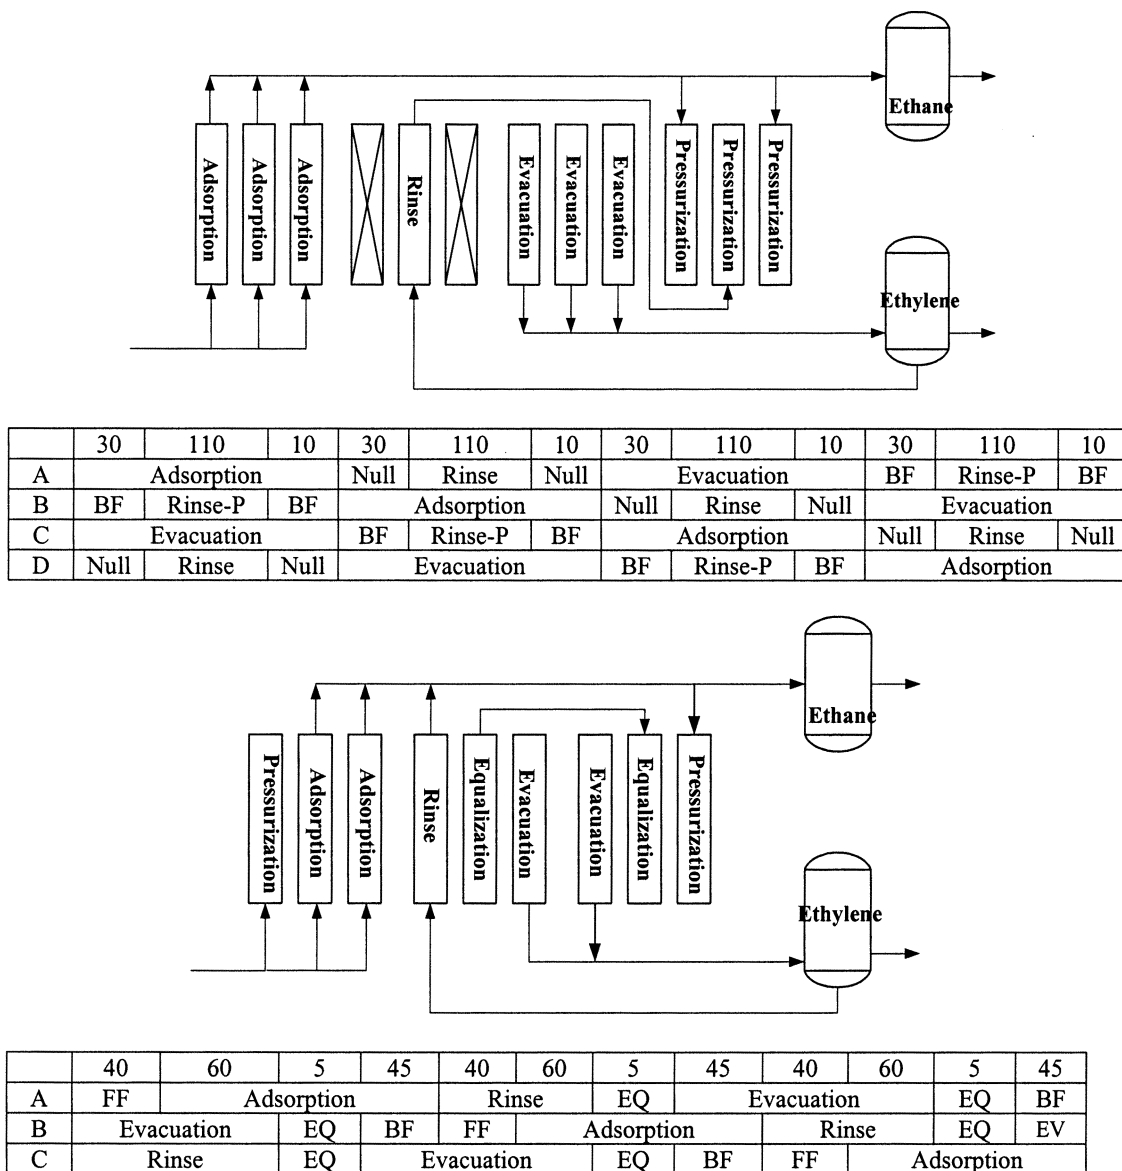 Ethane
Adsorption Adsorption Adsorption Rinse Evacuation Evacuation Evacuation Pressurization Pressurization Pressurization
Ethylene
30 110 10 30 110 10 30 110 10 30 110 10
A Adsorption Null Rinse Null Evacuation BF Rinse-P BF
B BF Rinse-P BF Adsorption Null Rinse Null Evacuation
C Evacuation BF Rinse-P BF Adsorption Null Rinse Null
D Null Rinse Null Evacuation BF Rinse-P BF Adsorption
Ethane
Pressurization Adsorption Adsorption Rinse Equalization Evacuation Evacuation Equalization Pressurization
Ethylene
40 60 5 45 40 60 5 45 40 60 5 45
A FF Adsorption Rinse EQ Evacuation EQ BF
B Evacuation EQ BF FF Adsorption Rinse EQ EV
C Rinse EQ Evacuation EQ BF FF Adsorption